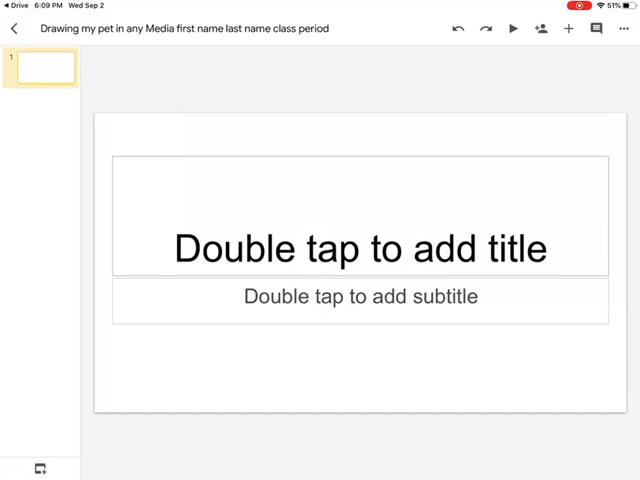 Drive 6:09 PM Wed Sep 2 51%
Drawing my pet in any Media first name last name class period
1
Double tap to add title
Double tap to add subtitle